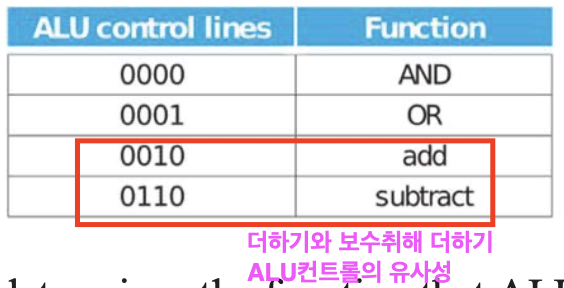 ALU control lines Function
0000 AND
0001 OR
0010 add
0110 subtract
더하기와 보수취해 더하기
ALU컨트롤의 유사성